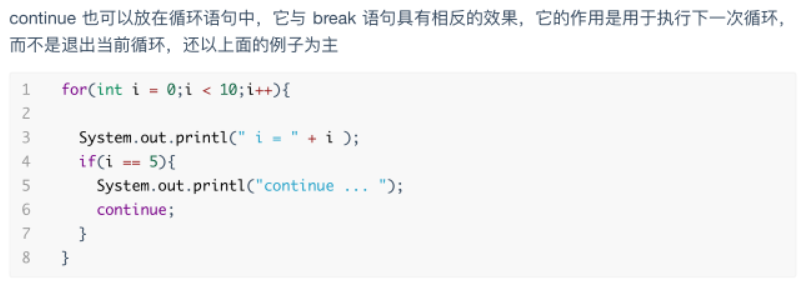 continue 也可以放在循环语句中，它与 break 语句具有相反的效果，它的作用是用于执行下一次循环，
而不是退出当前循环，还以上面的例子为主
1 for(int i = 0;i < 10;i++){
2
3 System.out.printl(" i = " + i );
4 if(i == 5){
5 System.out.printl("continue ... ");
6 continue;
7 }
8 }